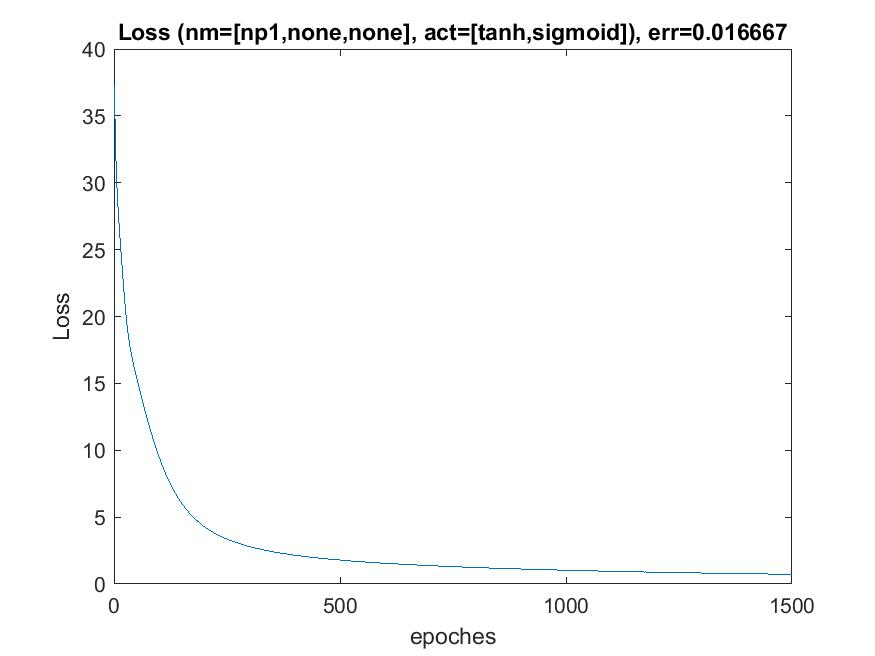 Loss (nm=[np1,none,none], act=[tanh,sigmoid]), err=0.016667
40
35
30
25
20
15
10
5
0
Loss
0 500 1000 1500
epoches